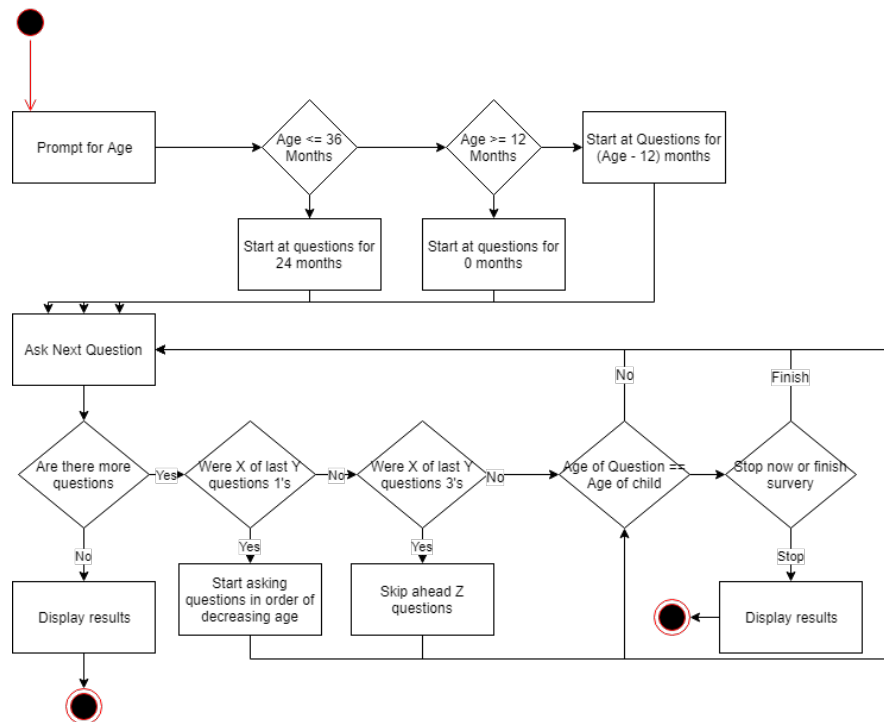 Prompt for Age
Age <= 36
Months
Age >= 12
Months
Start at Questions for
(Age - 12) months
Start at questions for
24 months
Start at questions for
0 months
Ask Next Question
No
Finish
Are there more
questions
Yes
Were X of last Y
questions 1's
No
Were X of last Y
questions 3's
No
Age of Question ==
Age of child
Stop now or finish
survery
No
Yes
Yes
Stop
Display results
Start asking
questions in order of
decreasing age
Skip ahead Z
questions
Display results